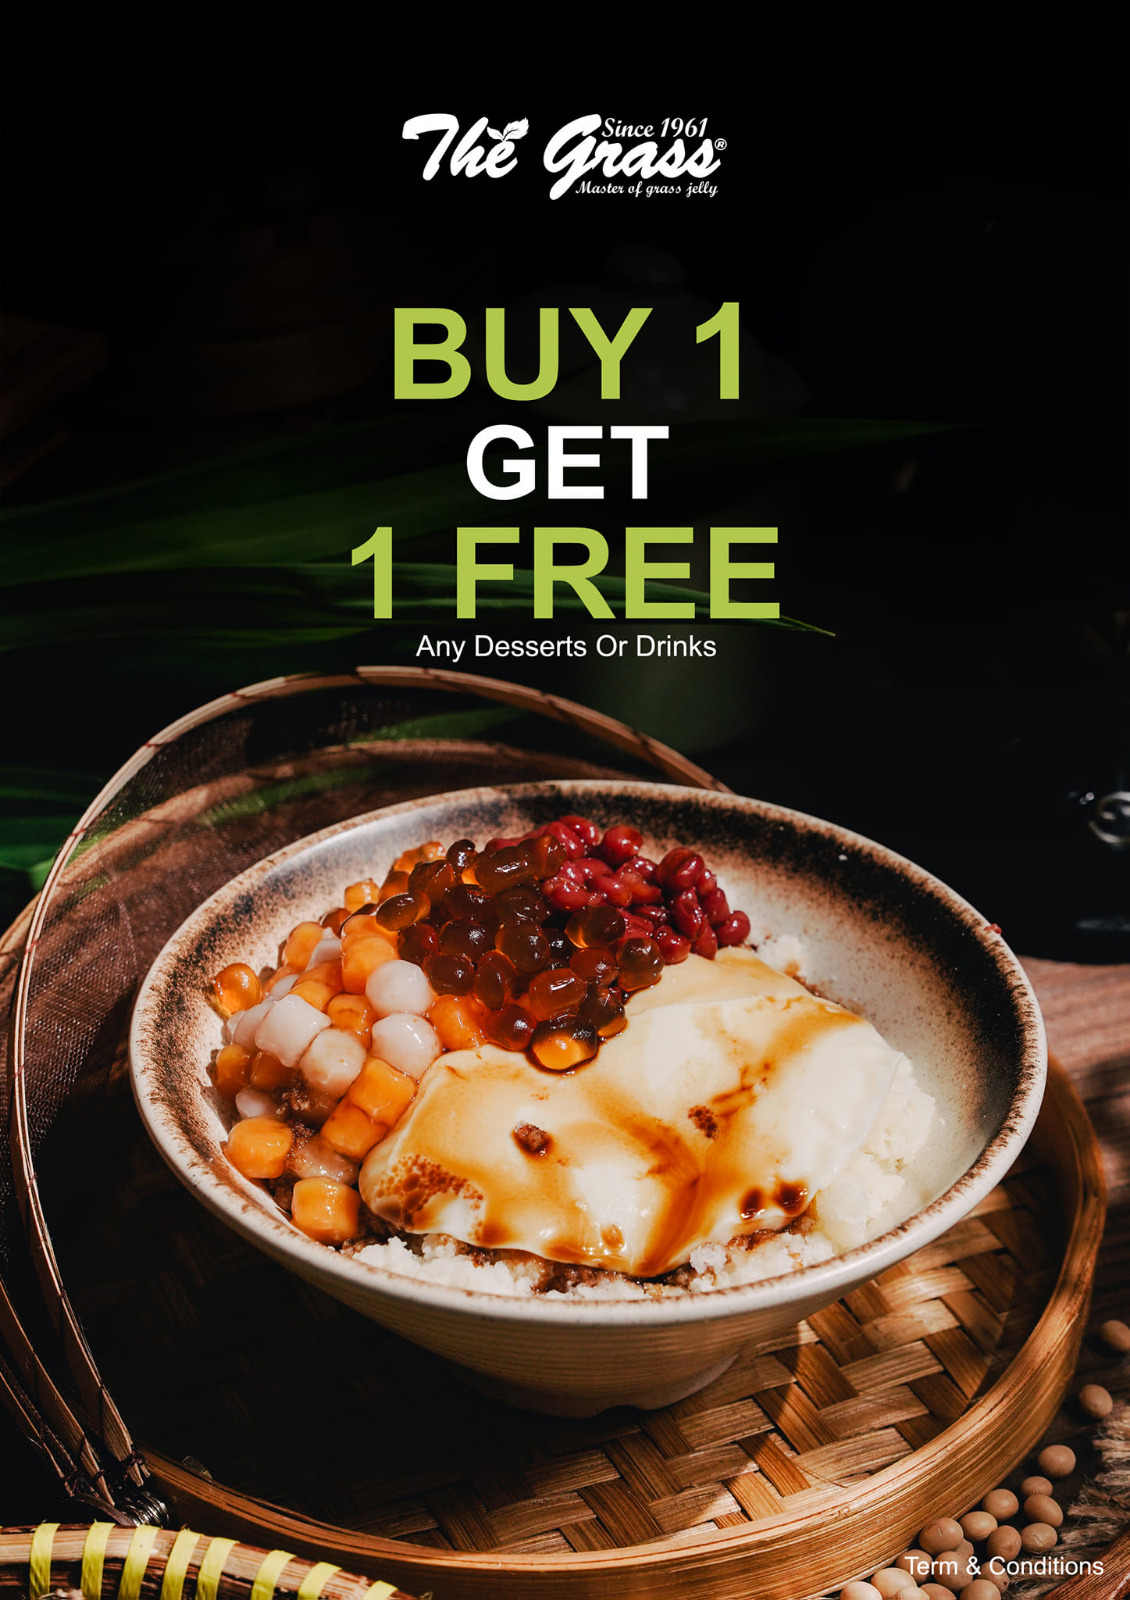 The Grass®
Since 1961
Master of grass jelly
BUY 1
GET
1 FREE
Any Desserts Or Drinks
Term & Conditions